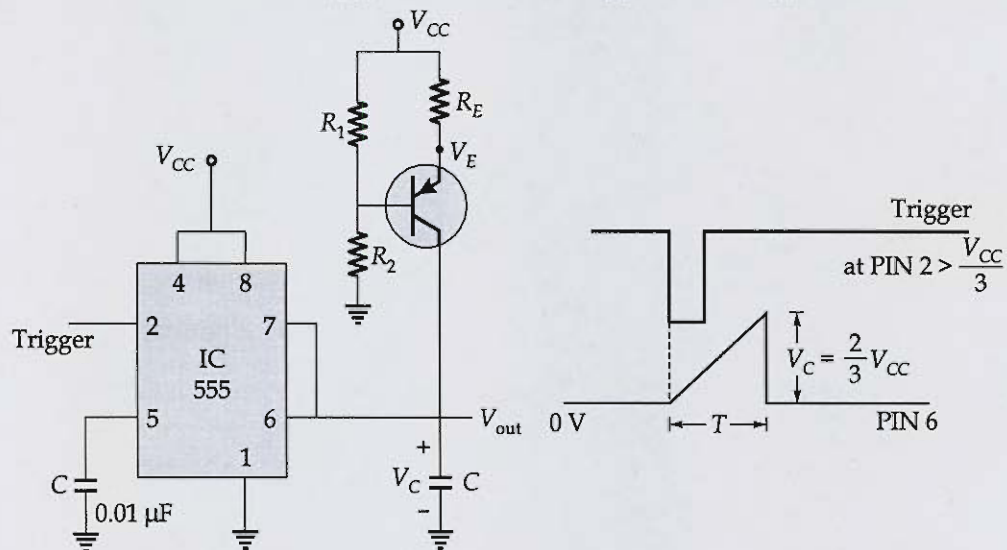 V_CC
R_1
R_E
V_E
V_CC
R_2
4
8
Trigger
2
7
IC
555
5
6
1
V_out
C
0.01 μF
+
V_C
C
−
Trigger
at PIN 2 > V_CC/3
V_C = 2/3 V_CC
0 V
T
PIN 6